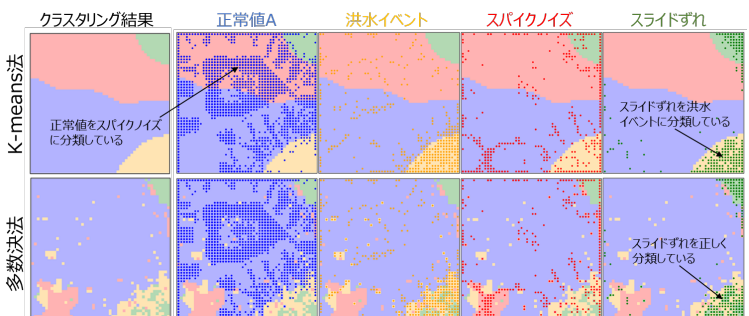 クラスタリング結果
正常値A
洪水イベント
スパイクノイズ
スライドずれ
K-means法
正常値をスパイクノイズ
に分類している
スライドずれを洪水
イベントに分類している
多数決法
スライドずれを正しく
分類している